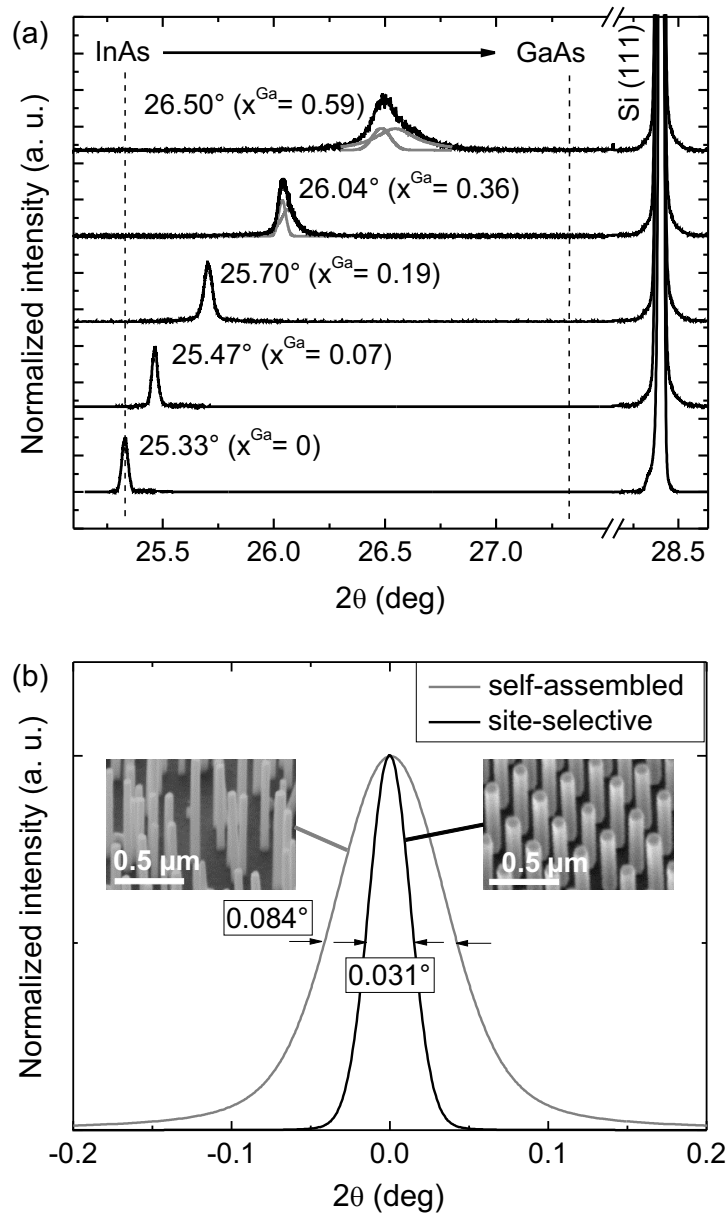 (a)
InAs
GaAs
Si (111)
26.50° (x^Ga = 0.59)
26.04° (x^Ga = 0.36)
25.70° (x^Ga = 0.19)
25.47° (x^Ga = 0.07)
25.33° (x^Ga = 0)
Normalized intensity (a. u.)
25.5 26.0 26.5 27.0 28.5
2θ (deg)
(b)
self-assembled
site-selective
0.5 µm
0.5 µm
0.084°
0.031°
Normalized intensity (a. u.)
-0.2 -0.1 0.0 0.1 0.2
2θ (deg)